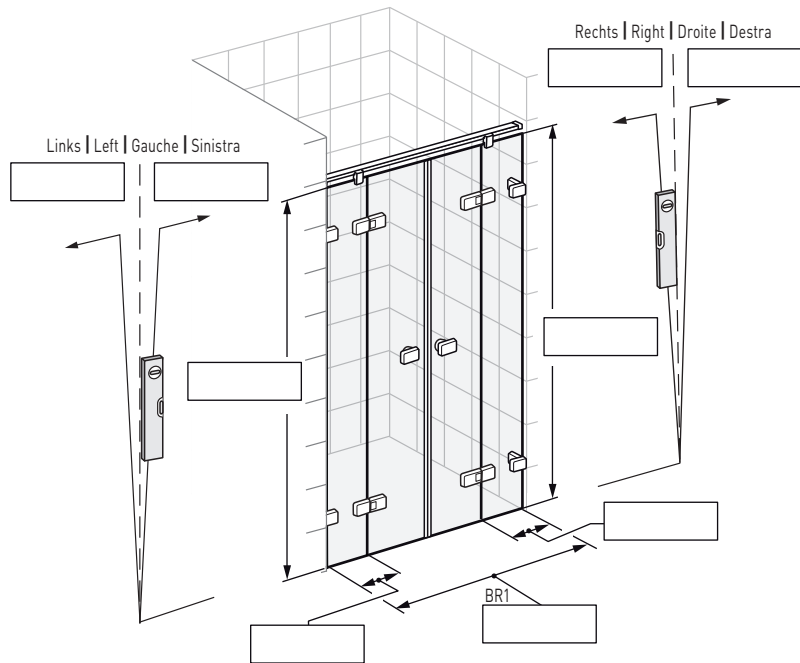 Rechts | Right | Droite | Destra
Links | Left | Gauche | Sinistra
BR1